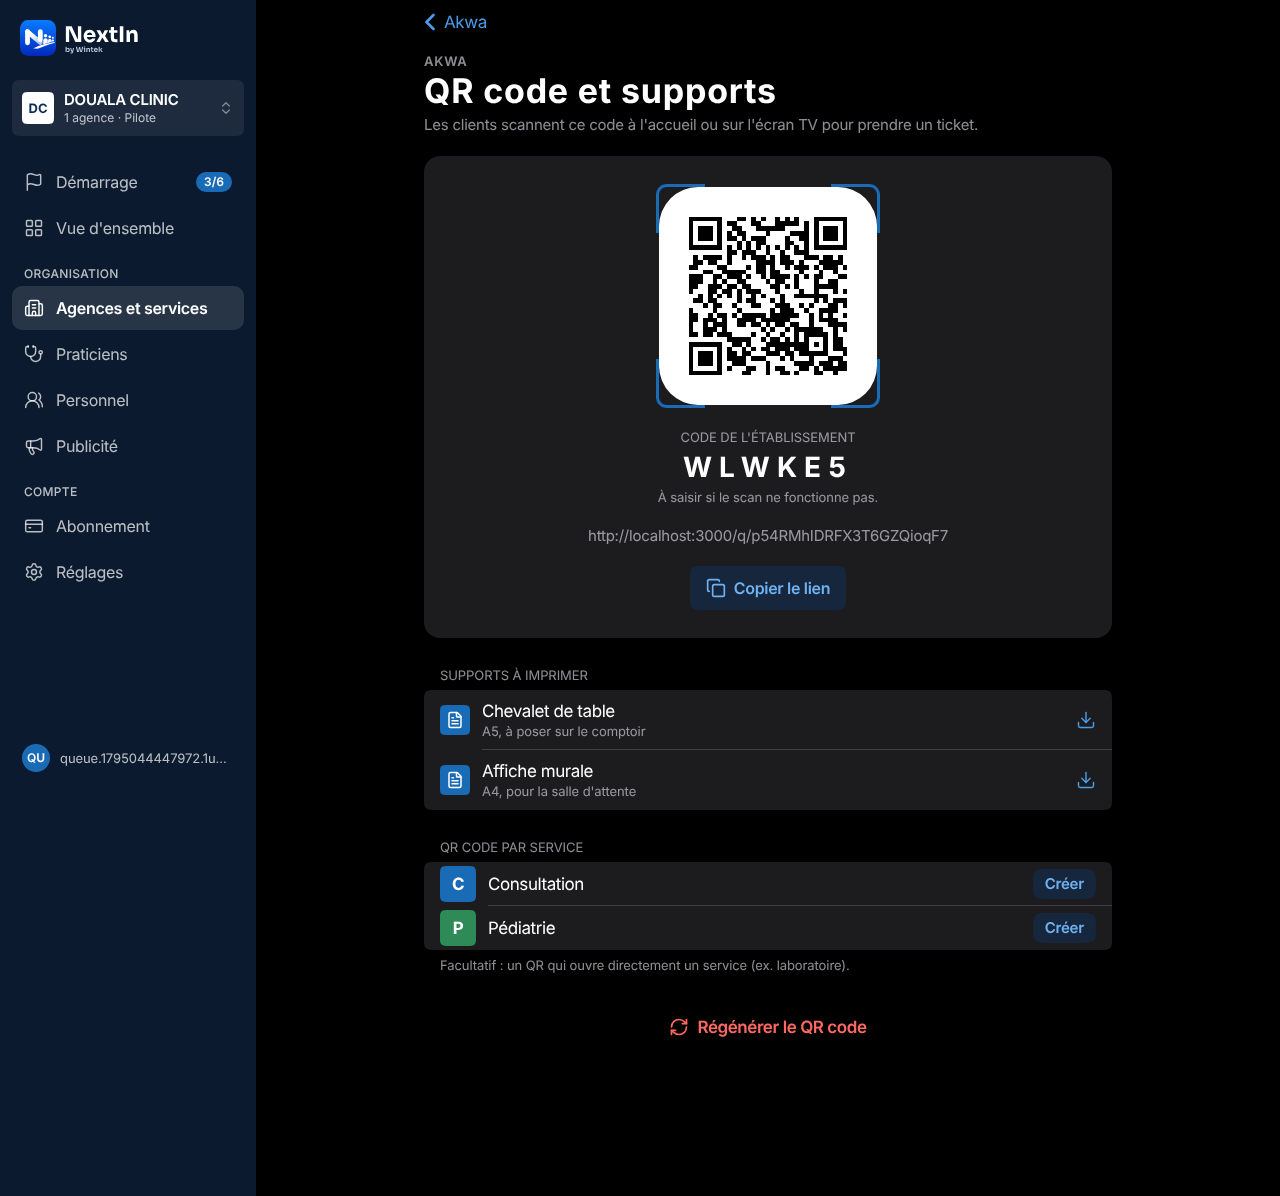 NextIn
by Wintek
DC
DOUALA CLINIC
1 agence · Pilote
Démarrage
3/6
Vue d'ensemble
ORGANISATION
Agences et services
Praticiens
Personnel
Publicité
COMPTE
Abonnement
Réglages
QU
queue.1795044447972.1u...
Akwa
AKWA
QR code et supports
Les clients scannent ce code à l'accueil ou sur l'écran TV pour prendre un ticket.
CODE DE L'ÉTABLISSEMENT
WLWKE5
À saisir si le scan ne fonctionne pas.
http://localhost:3000/q/p54RMhIDRFX3T6GZQioqF7
Copier le lien
SUPPORTS À IMPRIMER
Chevalet de table
A5, à poser sur le comptoir
Affiche murale
A4, pour la salle d'attente
QR CODE PAR SERVICE
C
Consultation
Créer
P
Pédiatrie
Créer
Facultatif : un QR qui ouvre directement un service (ex. laboratoire).
Régénérer le QR code